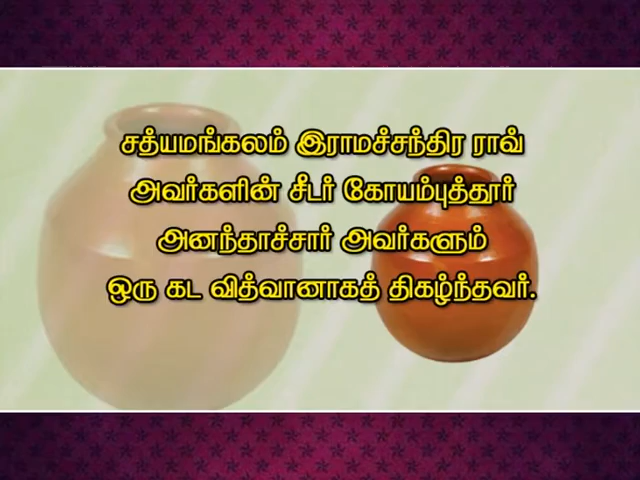 சத்யமங்கலம் இராமச்சந்திர ராவ்
அவர்களின் சீடர் கோயம்புத்தூர்
அனந்தாச்சார் அவர்களும்
ஒரு கட வித்வானாகத் திகழ்ந்தவர்.